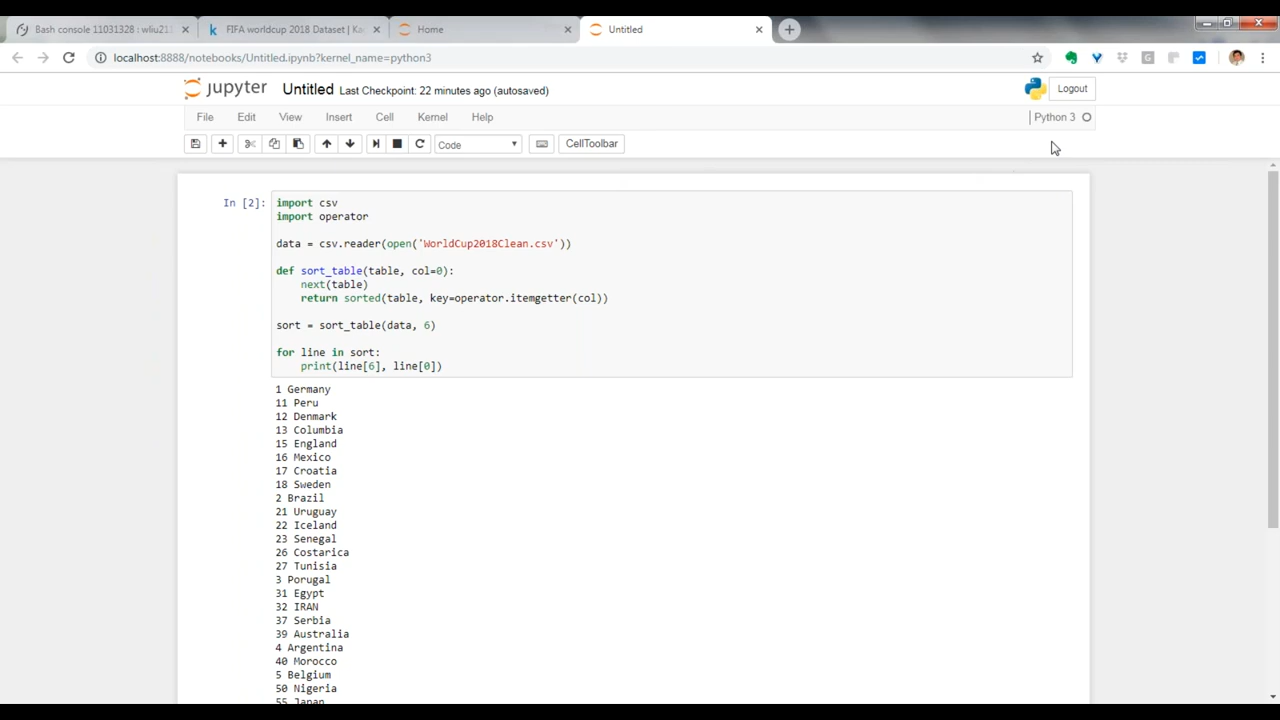 Bash console 11031328 : wliu21
FIFA worldcup 2018 Dataset | Ka
Home
Untitled
localhost:8888/notebooks/Untitled.ipynb?kernel_name=python3
jupyter Untitled Last Checkpoint: 22 minutes ago (autosaved)
Logout
File Edit View Insert Cell Kernel Help
Python 3
Code
CellToolbar
In [2]:
import csv
import operator
data = csv.reader(open('WorldCup2018Clean.csv'))
def sort_table(table, col=0):
next(table)
return sorted(table, key=operator.itemgetter(col))
sort = sort_table(data, 6)
for line in sort:
print(line[6], line[0])
1 Germany
11 Peru
12 Denmark
13 Columbia
15 England
16 Mexico
17 Croatia
18 Sweden
2 Brazil
21 Uruguay
22 Iceland
23 Senegal
26 Costarica
27 Tunisia
3 Porugal
31 Egypt
32 IRAN
37 Serbia
39 Australia
4 Argentina
40 Morocco
5 Belgium
50 Nigeria
55 Japan